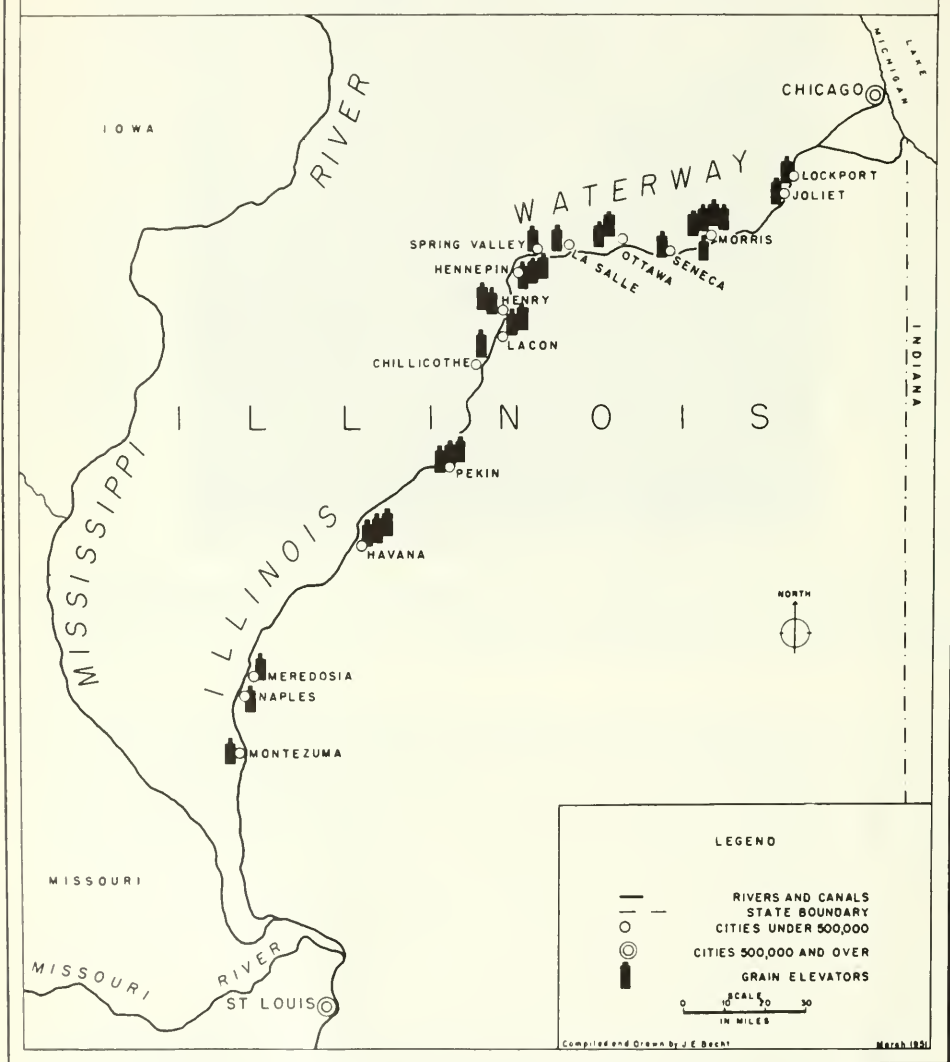 LAKE
MICHIGAN
CHICAGO
IOWA
RIVER
WATERWAY
LOCKPORT
JOLIET
MORRIS
SPRING VALLEY
LA SALLE
OTTAWA
SENECA
HENNEPIN
HENRY
LACON
CHILLICOTHE
INDIANA
ILLINOIS
MISSISSIPPI
PEKIN
ILLINOIS
HAVANA
NORTH
MEREDOSIA
NAPLES
MONTEZUMA
MISSOURI
MISSOURI
RIVER
ST LOUIS
LEGEND
RIVERS AND CANALS
STATE BOUNDARY
CITIES UNDER 500,000
CITIES 500,000 AND OVER
GRAIN ELEVATORS
SCALE
0 10 20 30
IN MILES
Compiled and Drawn by J E Becht
March 1951